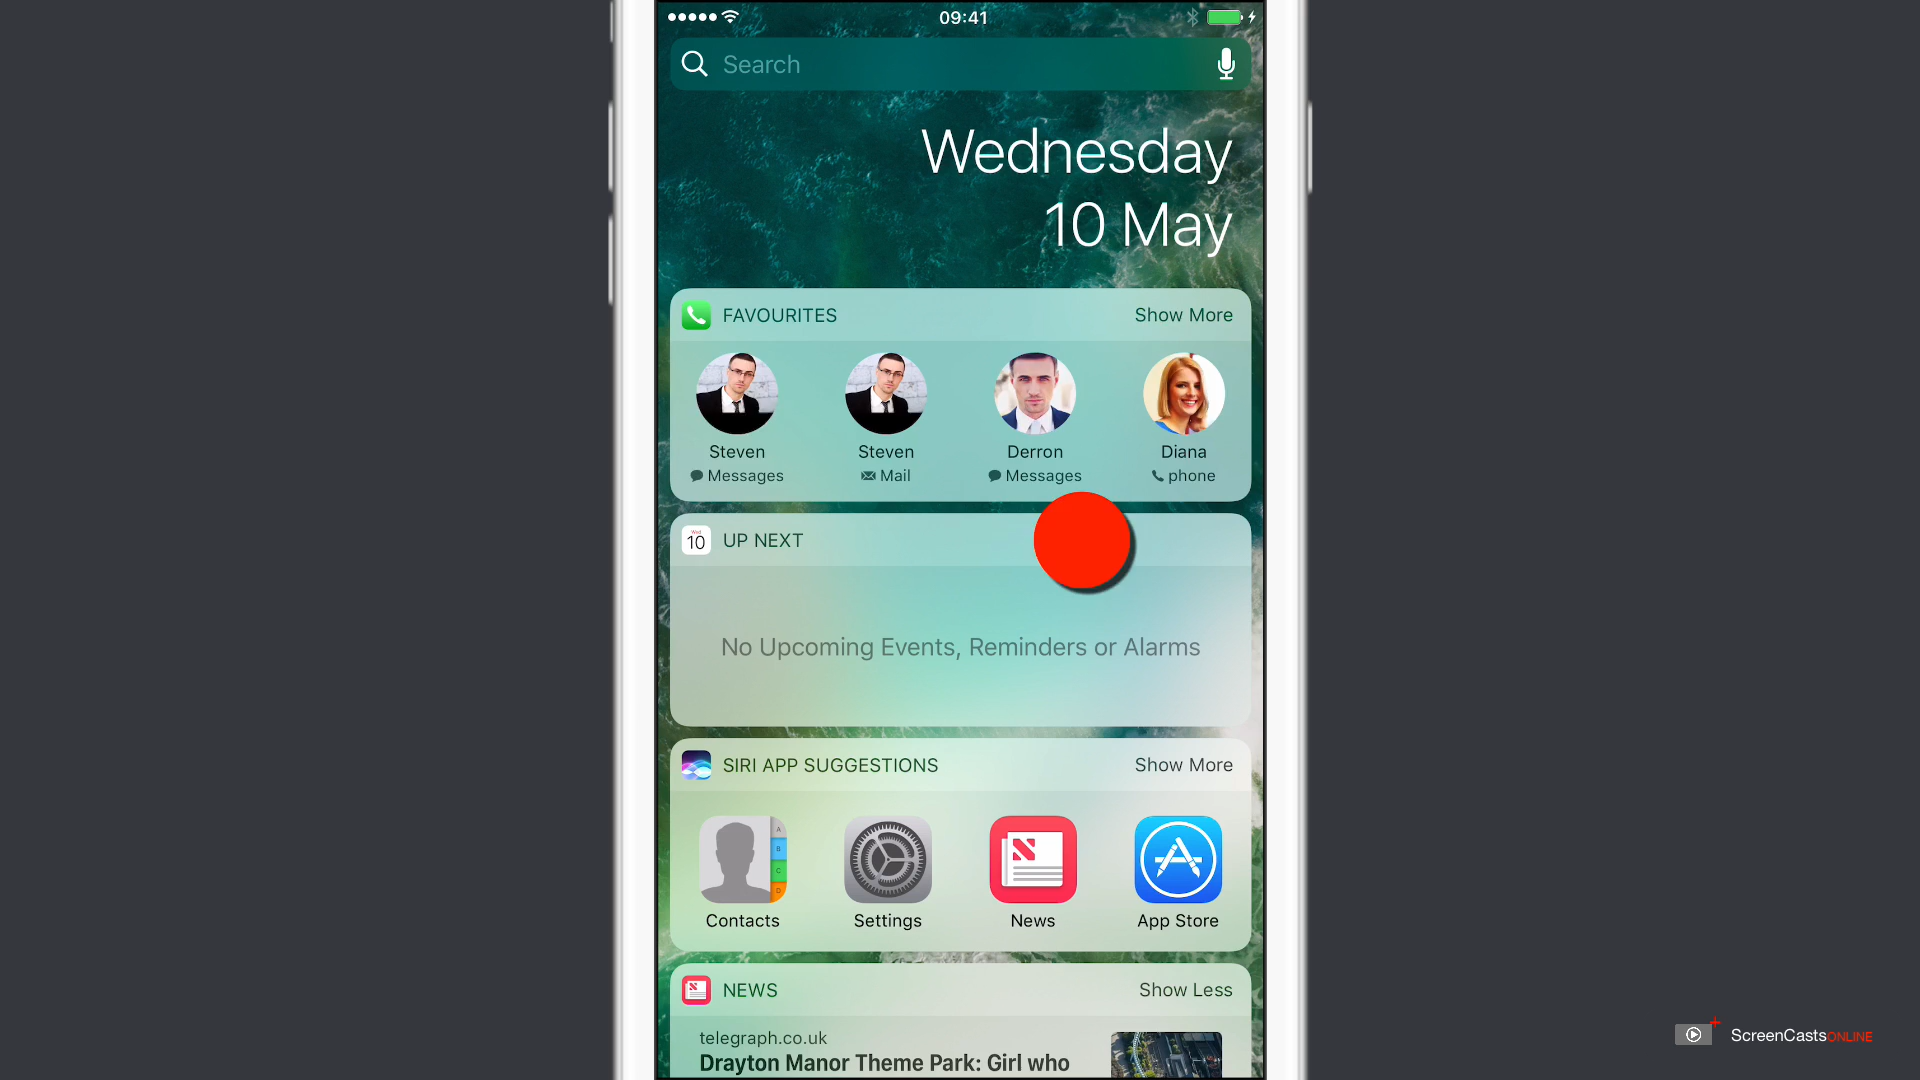 09:41
Search
Wednesday
10 May
FAVOURITES Show More
Steven Steven Derron Diana
Messages Mail Messages phone
Wed
10 UP NEXT
No Upcoming Events, Reminders or Alarms
SIRI APP SUGGESTIONS Show More
A
B
C
D
Contacts Settings News App Store
NEWS Show Less
telegraph.co.uk
Drayton Manor Theme Park: Girl who
ScreenCastsONLINE